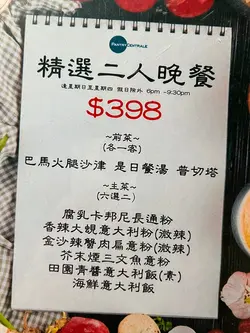 PANTRYCENTRALE
精選二人晚餐
逢星期日至星期四 假日除外 6pm -9:30pm
$398
~前菜~
(各一客)
巴馬火腿沙律 是日餐湯 普切塔
~主菜~
(六選二)
腐乳卡邦尼長通粉
香辣大蜆意大利粉(微辣)
金沙辣蟹肉扁意粉(微辣)
芥末煙三文魚意粉
田園青醬意大利飯(素)
海鮮意大利飯